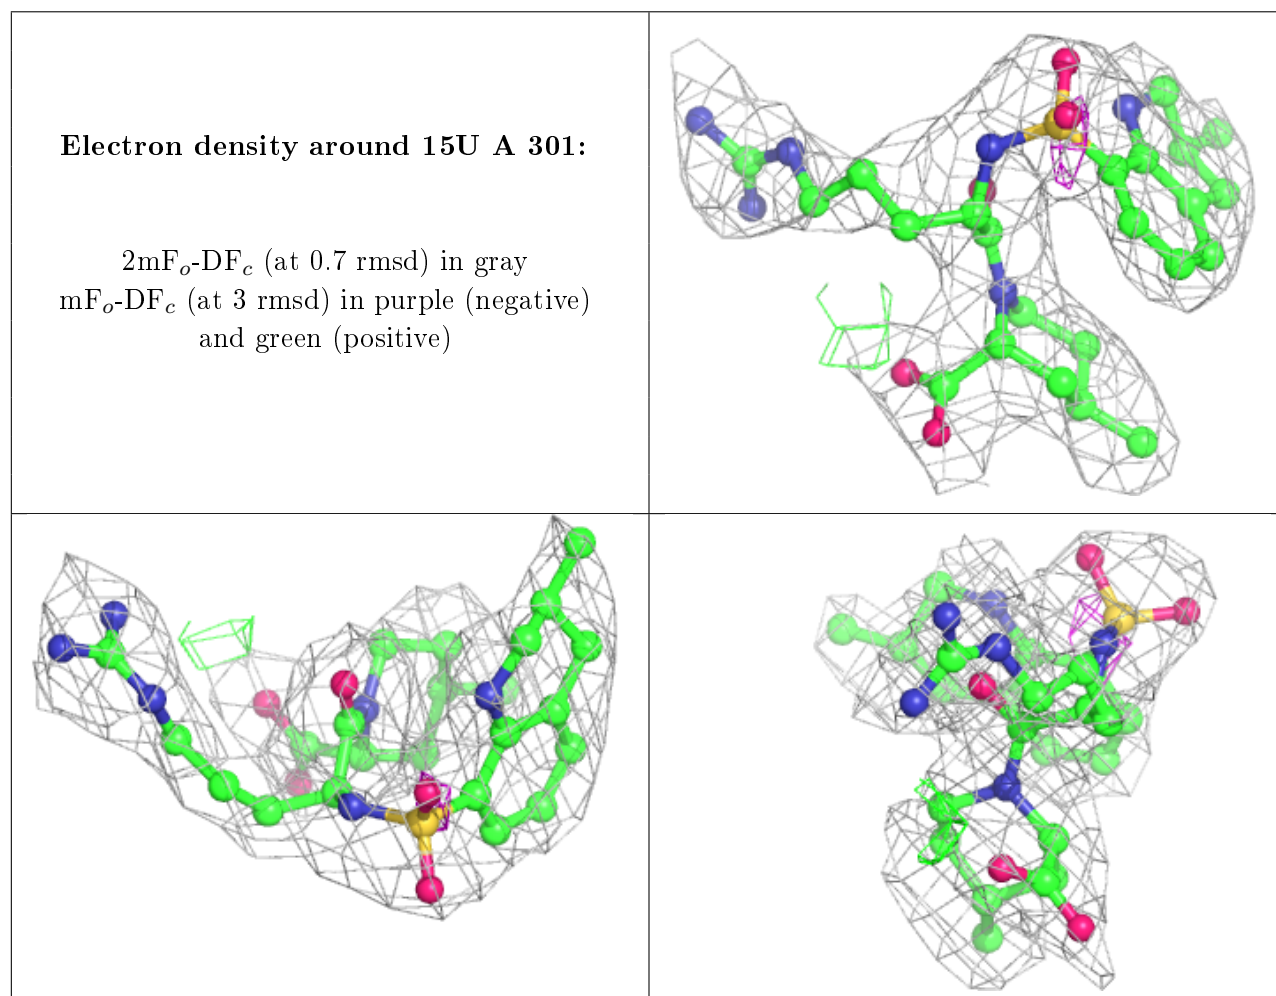 Electron density around 15U A 301:
2mFₒ-DF𝒸 (at 0.7 rmsd) in gray
mFₒ-DF𝒸 (at 3 rmsd) in purple (negative)
and green (positive)